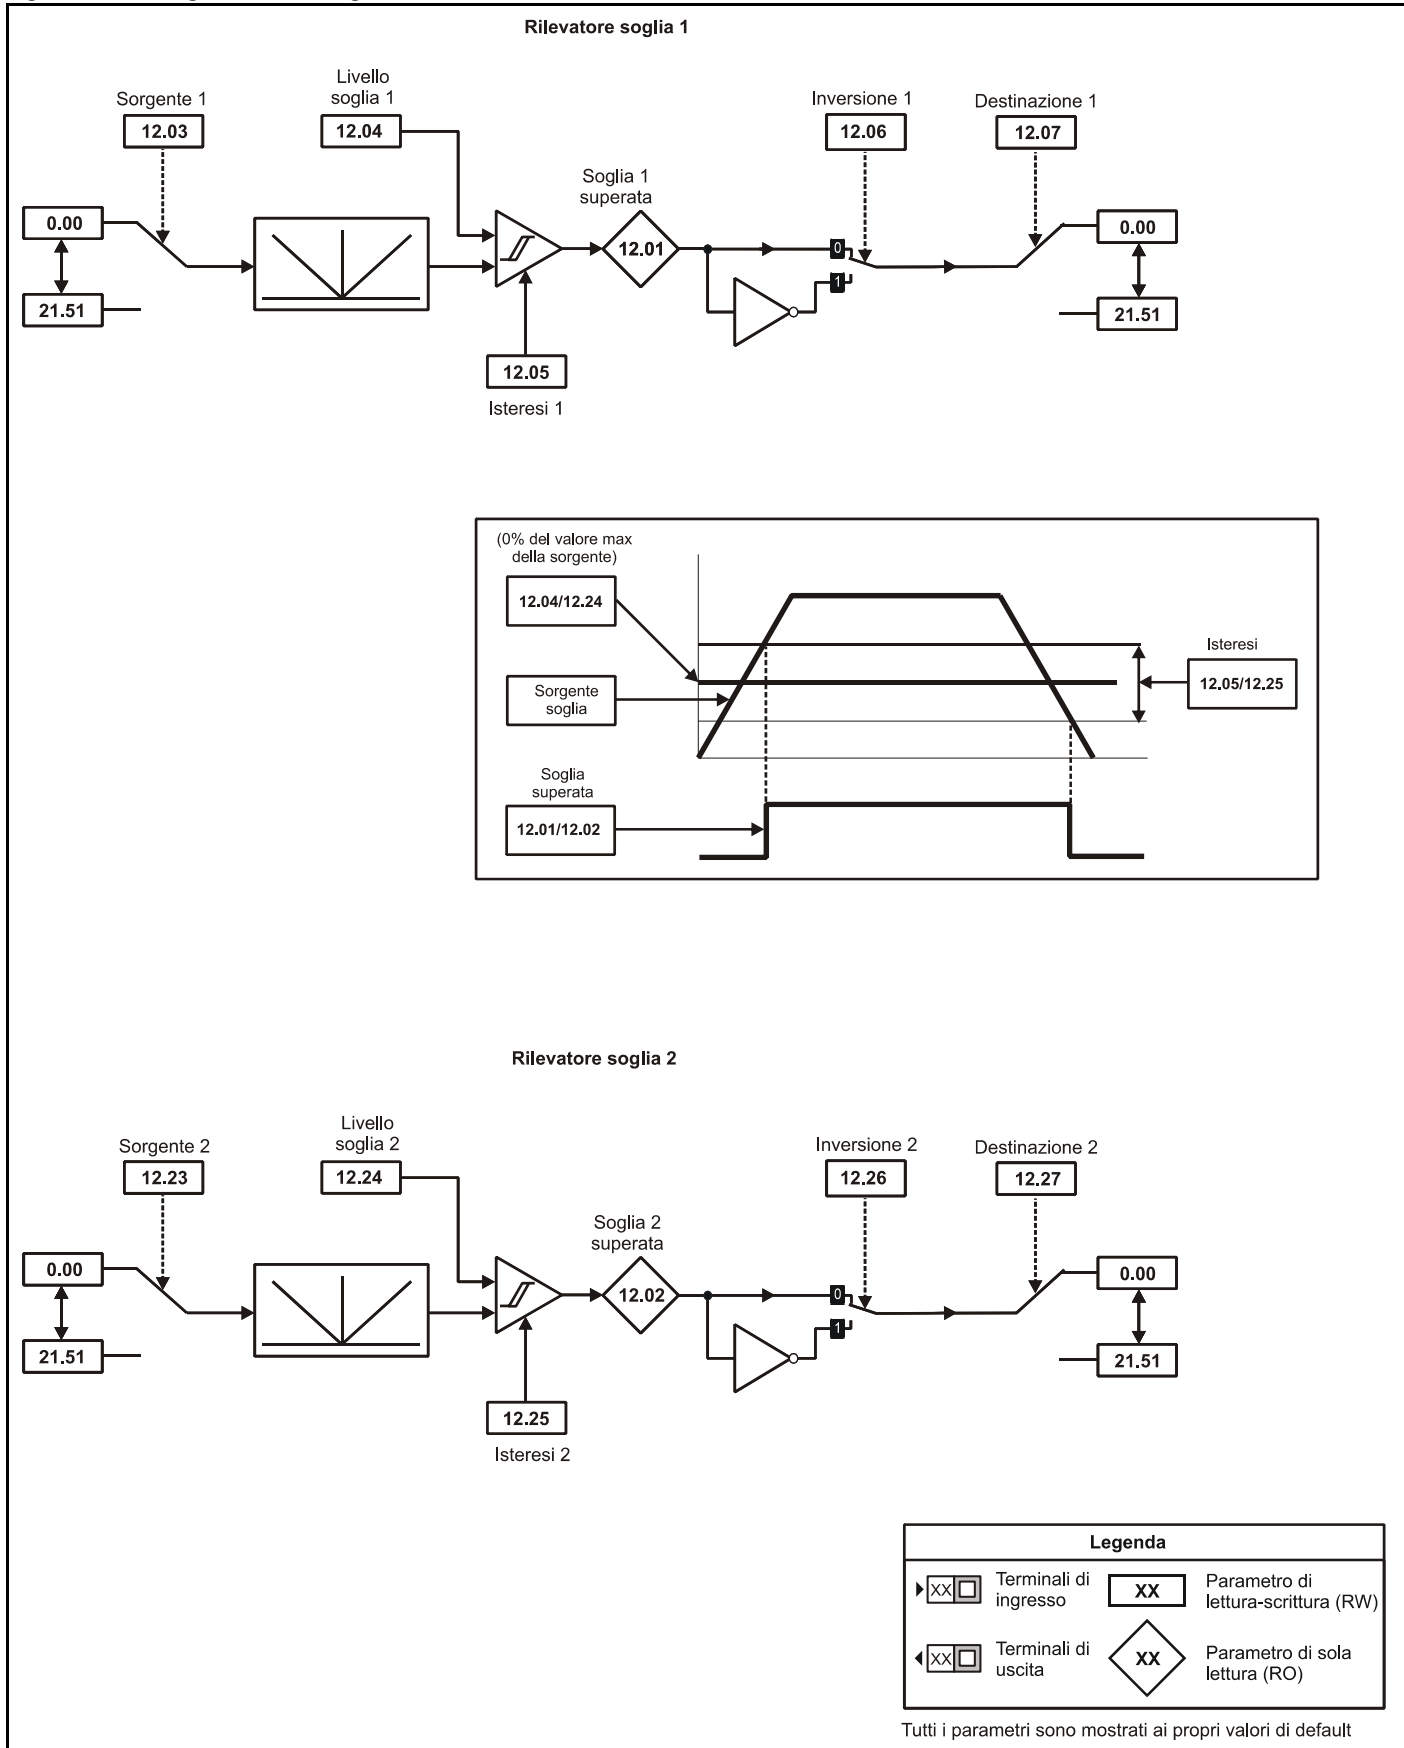 Rilevatore soglia 1
Sorgente 1
12.03
Livello
soglia 1
12.04
Inversione 1
12.06
Destinazione 1
12.07
0.00
21.51
Soglia 1
superata
12.01
0
1
0.00
21.51
12.05
Isteresi 1
(0% del valore max
della sorgente)
12.04/12.24
Sorgente
soglia
Isteresi
12.05/12.25
Soglia
superata
12.01/12.02
Rilevatore soglia 2
Sorgente 2
12.23
Livello
soglia 2
12.24
Inversione 2
12.26
Destinazione 2
12.27
0.00
21.51
Soglia 2
superata
12.02
0
1
0.00
21.51
12.25
Isteresi 2
Legenda
XX
Terminali di
ingresso
XX
Parametro di
lettura-scrittura (RW)
XX
Terminali di
uscita
XX
Parametro di sola
lettura (RO)
Tutti i parametri sono mostrati ai propri valori di default